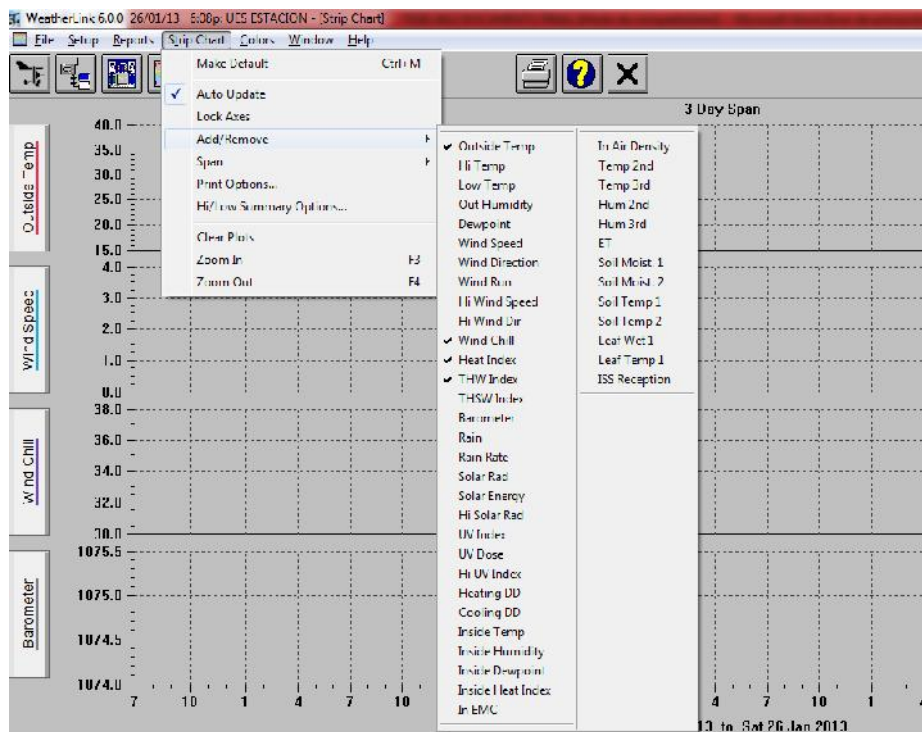 WeatherLink 6.0.0 26/01/13 6:08p: UES ESTACION - [Strip Chart]
File Setup Reports Strip Chart Colors Window Help
Make Default Ctrl+M
Auto Update
Lock Axes
Add/Remove
Span
Print Options...
Hi/Low Summary Options...
Clear Plots
Zoom In F3
Zoom Out F4
Outside Temp
Hi Temp
Low Temp
Out Humidity
Dewpoint
Wind Speed
Wind Direction
Wind Run
Hi Wind Speed
Hi Wind Dir
Wind Chill
Heat Index
THW Index
THSW Index
Barometer
Rain
Rain Rate
Solar Rad
Solar Energy
Hi Solar Rad
UV Index
UV Dose
Hi UV Index
Heating DD
Cooling DD
Inside Temp
Inside Humidity
Inside Dewpoint
Inside Heat Index
In EMC
In Air Density
Temp 2nd
Temp 3rd
Hum 2nd
Hum 3rd
ET
Soil Moist. 1
Soil Moist. 2
Soil Temp 1
Soil Temp 2
Leaf Wet 1
Leaf Temp 1
ISS Reception
3 Day Span
Outside Temp
40.0
35.0
30.0
25.0
20.0
15.0
Wind Speed
4.0
3.0
2.0
1.0
0.0
Wind Chill
38.0
36.0
34.0
32.0
30.0
Barometer
1075.5
1075.0
1074.5
1074.0
7 10 1 4 7 10 4 7 10 1
13 to Sat 26 Jan 2013